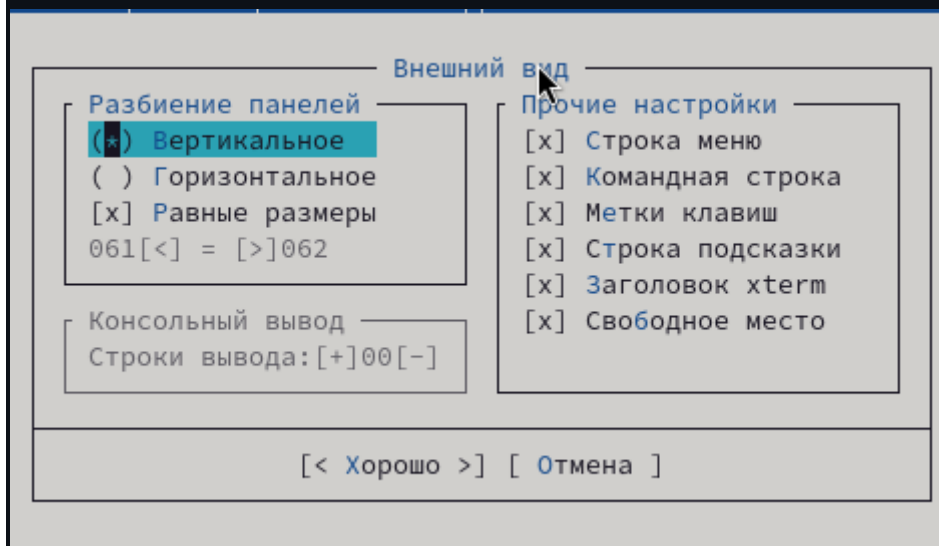 Внешний вид
Разбиение панелей
(*) Вертикальное
( ) Горизонтальное
[x] Равные размеры
061[<] = [>]062
Консольный вывод
Строки вывода:[+]00[-]
Прочие настройки
[x] Строка меню
[x] Командная строка
[x] Метки клавиш
[x] Строка подсказки
[x] Заголовок xterm
[x] Свободное место
[< Хорошо >] [ Отмена ]